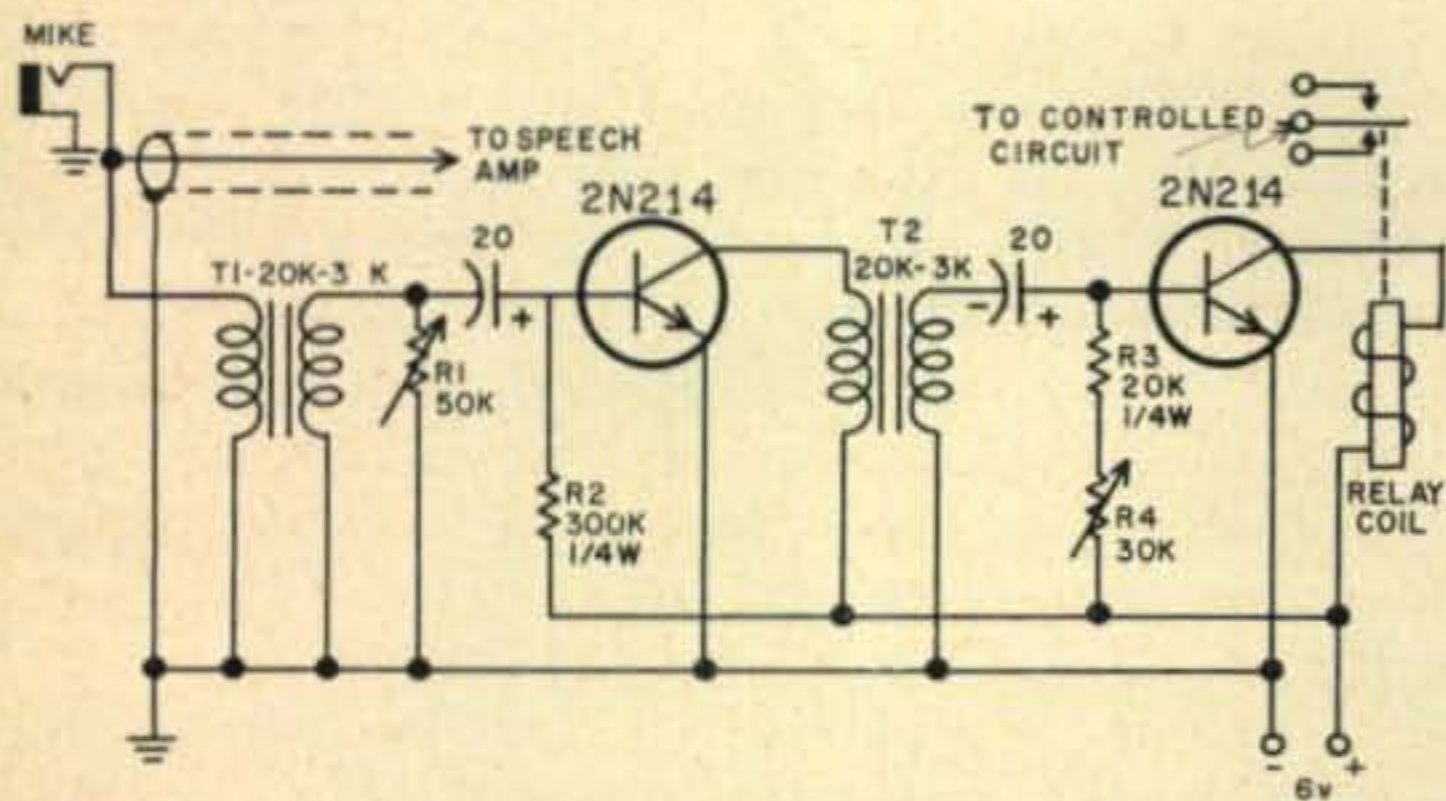 MIKE
TO SPEECH
AMP
TO CONTROLLED
CIRCUIT
2N214
2N214
20
T2
20
T1-20K-3 K
20K-3K
+
-
+
R1
50K
R3
20K
1/4W
R2
300K
1/4W
R4
30K
RELAY
COIL
-
+
6v